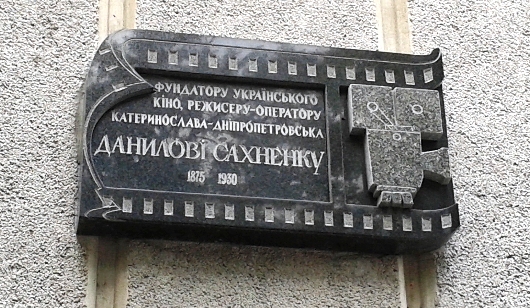 ФУНДАТОРУ УКРАЇНСЬКОГО
КІНО, РЕЖИСЕРУ-ОПЕРАТОРУ
КАТЕРИНОСЛАВА-ДНІПРОПЕТРОВСЬКА
ДАНИЛОВІ САХНЕНКУ
1875 1930